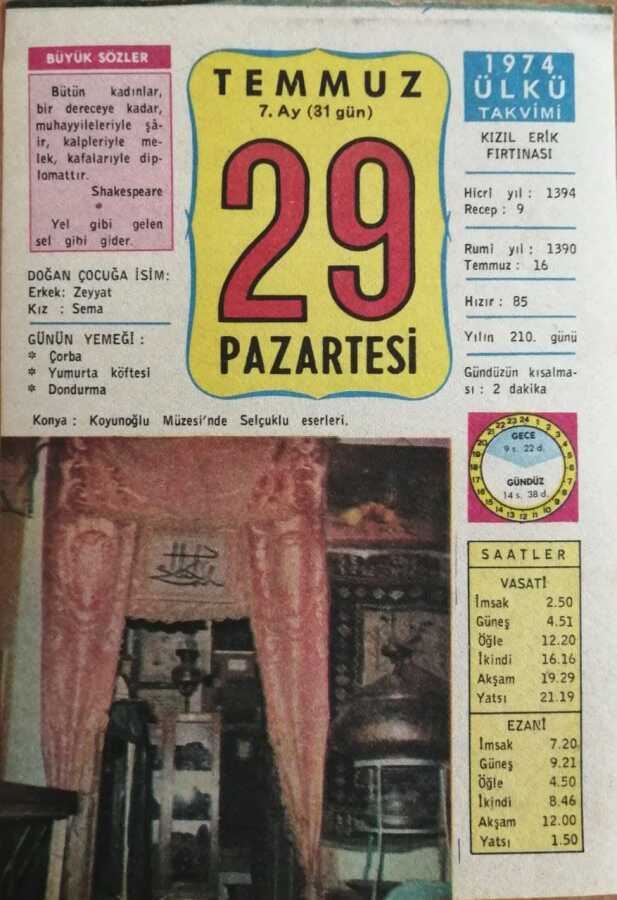 BÜYÜK SÖZLER
Bütün kadınlar,
bir dereceye kadar,
muhayyileleriyle şâ-
ir, kalpleriyle me-
lek, kafalarıyle dip-
lomattır.
Shakespeare
*
Yel gibi gelen
sel gibi gider.
DOĞAN ÇOCUĞA İSİM:
Erkek: Zeyyat
Kız : Sema
GÜNÜN YEMEĞİ :
* Çorba
* Yumurta köftesi
* Dondurma
TEMMUZ
7. Ay (31 gün)
29
PAZARTESİ
1974
ÜLKÜ
TAKVİMİ
KIZIL ERİK
FIRTINASI
Hicrî yıl : 1394
Recep : 9
Rumi yıl : 1390
Temmuz : 16
Hızır : 85
Yılın 210. günü
Gündüzün kısalma-
sı : 2 dakika
Konya : Koyunoğlu Müzesi'nde Selçuklu eserleri.
GECE
9 s. 22 d.
GÜNDÜZ
14 s. 38 d.
SAATLER
VASATİ
İmsak 2.50
Güneş 4.51
Öğle 12.20
İkindi 16.16
Akşam 19.29
Yatsı 21.19
EZANİ
İmsak 7.20
Güneş 9.21
Öğle 4.50
İkindi 8.46
Akşam 12.00
Yatsı 1.50